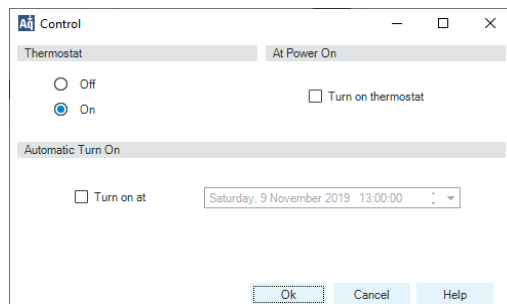 Aq Control
Thermostat
At Power On
Off
On
Turn on thermostat
Automatic Turn On
Turn on at
Saturday, 9 November 2019 13:00:00
Ok
Cancel
Help